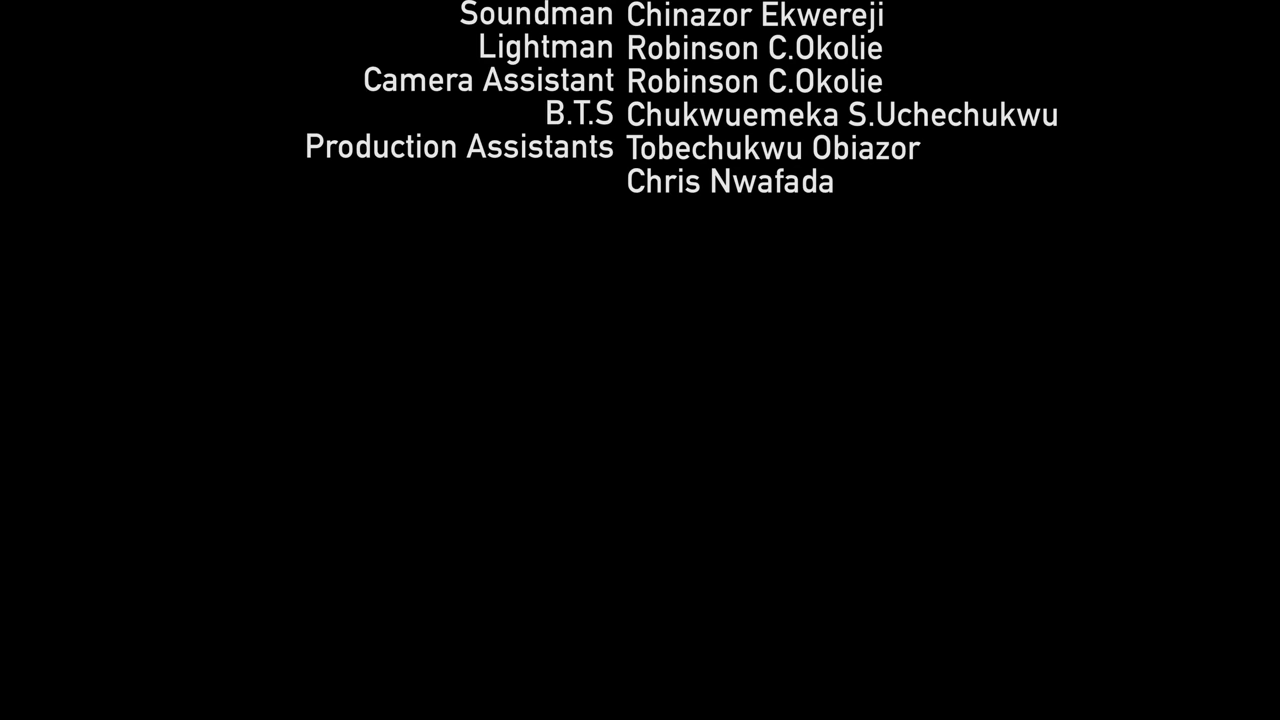 Soundman Chinazor Ekwereji
Lightman Robinson C.Okolie
Camera Assistant Robinson C.Okolie
B.T.S Chukwuemeka S.Uchechukwu
Production Assistants Tobechukwu Obiazor
Chris Nwafada